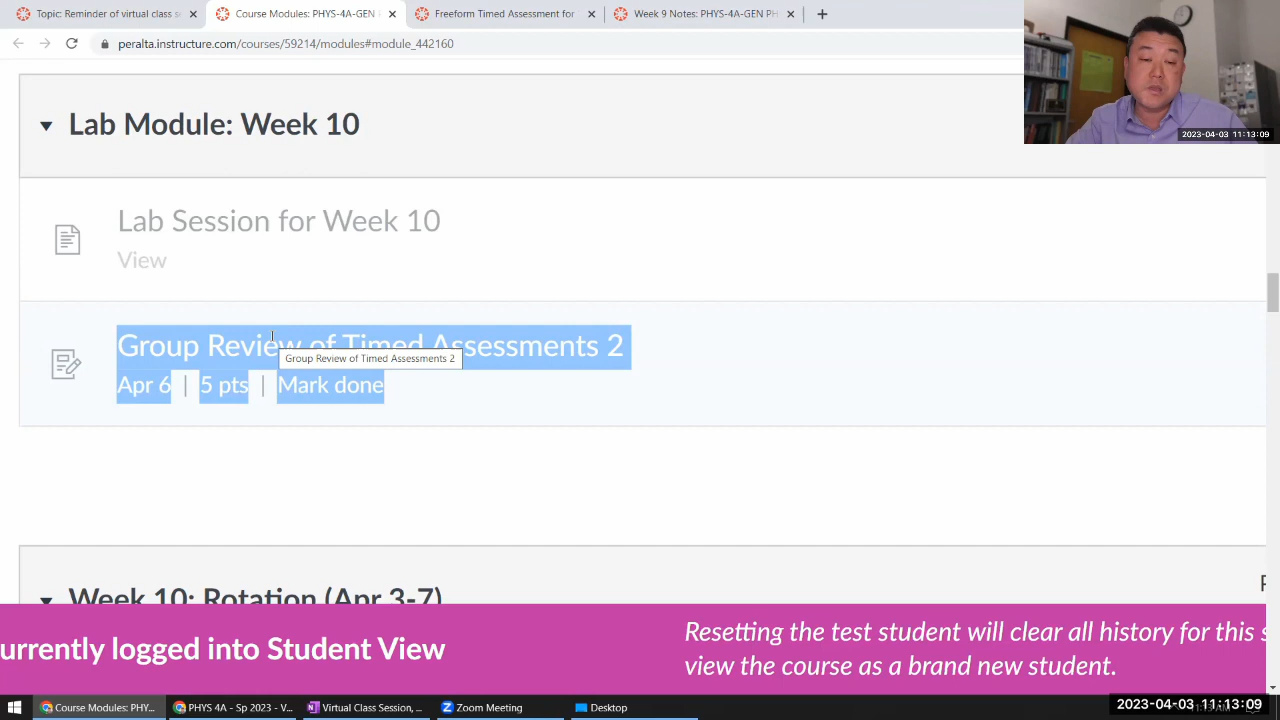 Topic: Reminder of virtual class s
Course Modules: PHYS-4A-GEN
Freeform Timed Assessment for
Week 9 Notes: PHYS-4A-GEN PH
peralta.instructure.com/courses/59214/modules#module_442160
2023-04-03 11:13:09
Lab Module: Week 10
Lab Session for Week 10
View
Group Review of Timed Assessments 2
Group Review of Timed Assessments 2
Apr 6 | 5 pts | Mark done
Week 10: Rotation (Apr 3-7)
urrently logged into Student View
Resetting the test student will clear all history for this s
view the course as a brand new student.
Course Modules: PHY...
PHYS 4A - Sp 2023 - V...
Virtual Class Session, ...
Zoom Meeting
Desktop
2023-04-03 11:13:09